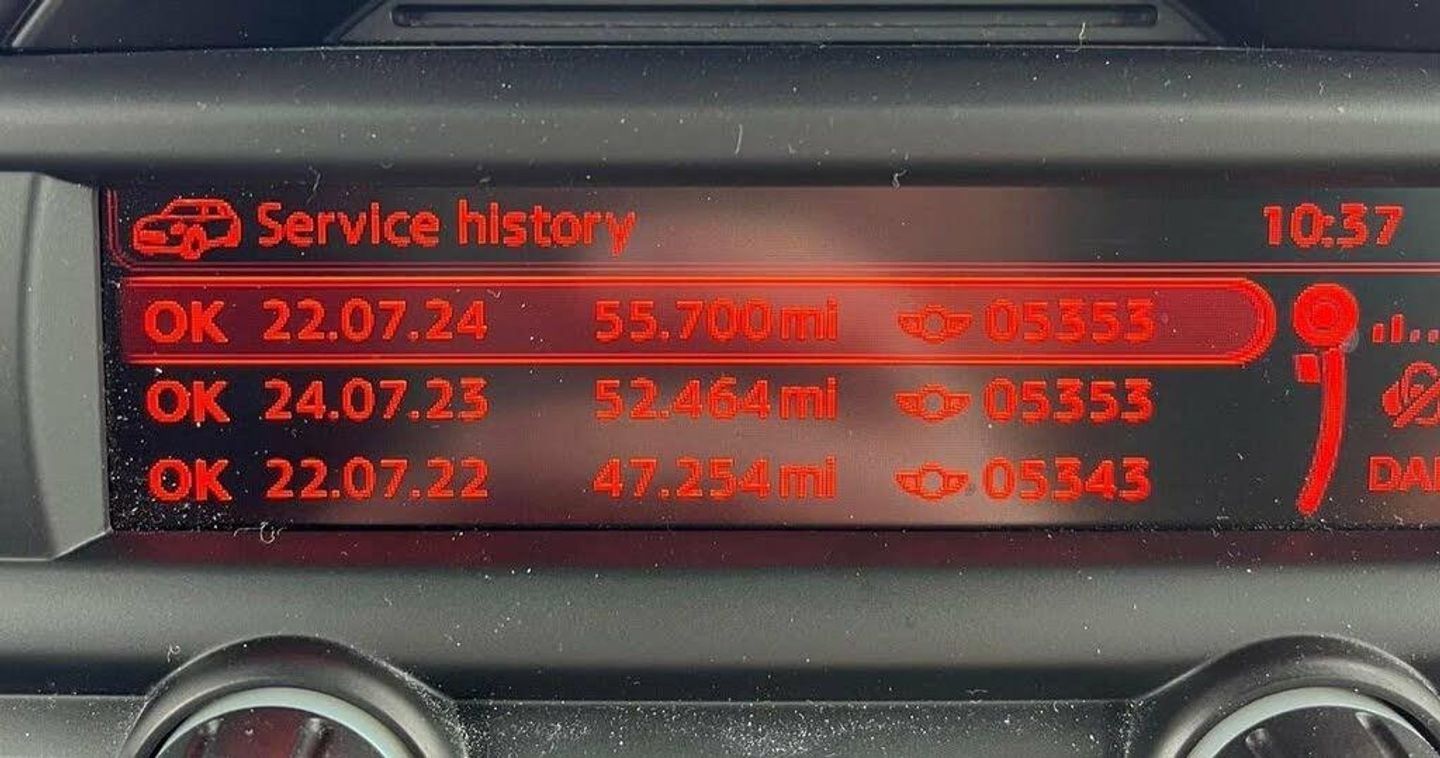 Service history 10:37
OK 22.07.24 55.700mi 05353
OK 24.07.23 52.464mi 05353
OK 22.07.22 47.254mi 05343